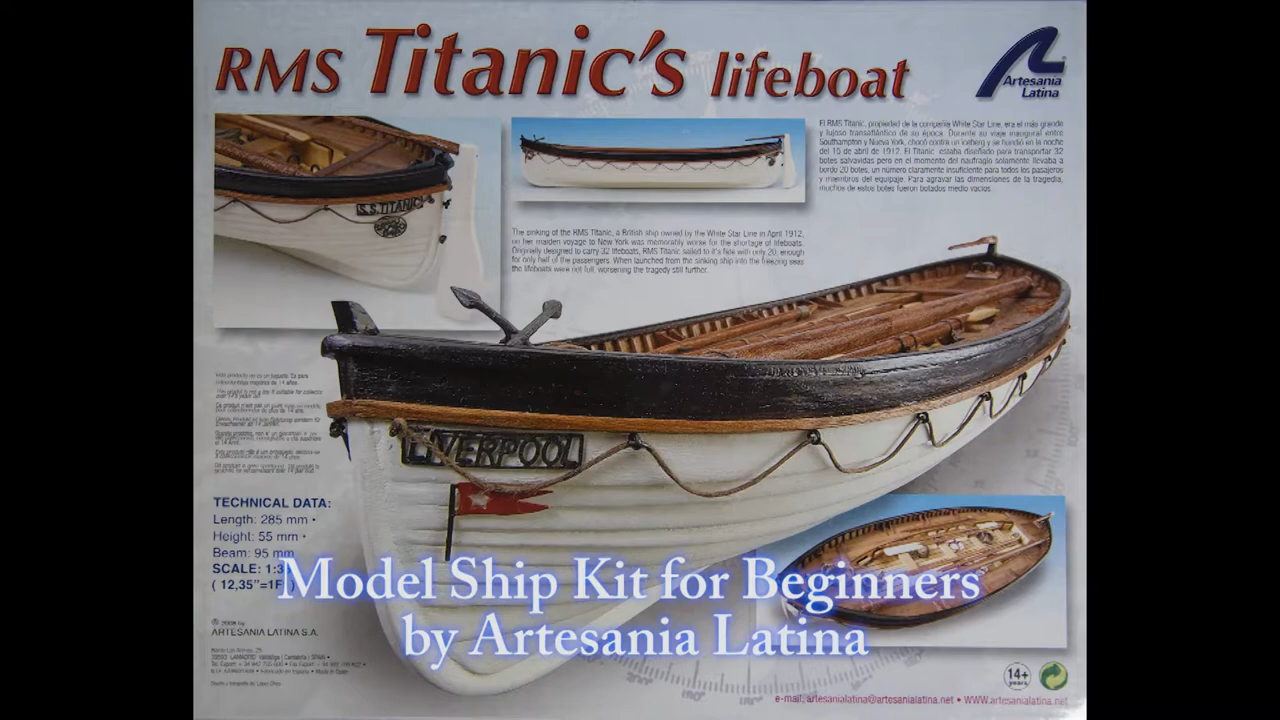 RMS Titanic's lifeboat
Artesania
Latina
El RMS Titanic, propiedad de la compañía White Star Line, era el más grande
y lujoso transatlántico de su época. Durante su viaje inaugural entre
Southampton y Nueva York, chocó contra un iceberg y se hundió en la noche
del 15 de abril de 1912. El Titanic estaba diseñado para transportar 32
botes salvavidas pero en el momento del naufragio solamente llevaba a
bordo 20 botes, un número claramente insuficiente para todos los pasajeros
y miembros del equipaje. Para agravar las dimensiones de la tragedia,
muchos de estos botes fueron botados medio vacíos.
S.S. TITANIC
The sinking of the RMS Titanic, a British ship owned by the White Star Line in April 1912,
on her maiden voyage to New York was memorably worse for the shortage of lifeboats.
Originally designed to carry 32 lifeboats, RMS Titanic sailed to it's fate with only 20, enough
for only half of the passengers. When launched from the sinking ship into the freezing seas
the lifeboats were not full, worsening the tragedy still further.
LIVERPOOL
TECHNICAL DATA:
Length: 285 mm •
Height: 55 mm •
Beam: 95 mm
SCALE: 1:3
( 12,35"=1F
Model Ship Kit for Beginners
by Artesania Latina
© 2008 by
ARTESANIA LATINA S.A.
14+
years
e-mail, artesanialatina@artesanialatina.net • WWW.artesanialatina.net